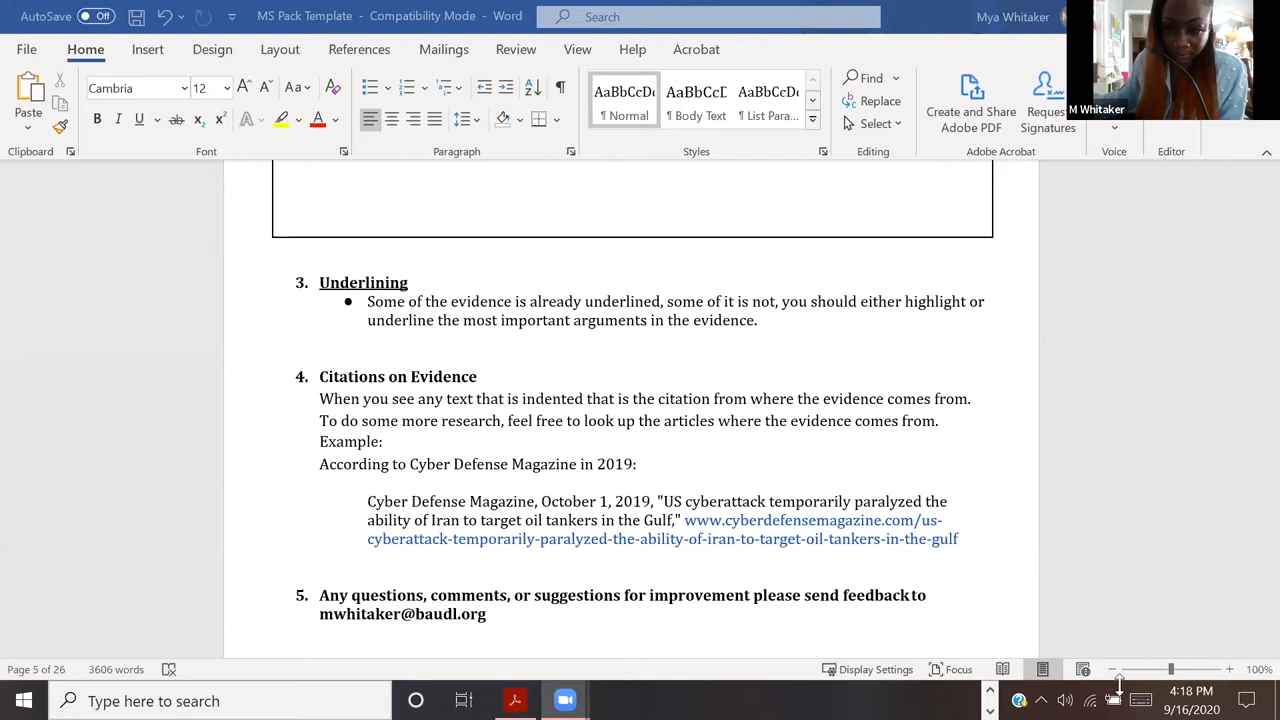 AutoSave Off MS Pack Template - Compatibility Mode - Word Search Mya Whitaker
File Home Insert Design Layout References Mailings Review View Help Acrobat
M Whitaker
Paste
Cambria 12
Aa
A
B I U ab x₂ x² A A
Clipboard Font Paragraph Styles Editing Adobe Acrobat Voice Editor
AaBbCcDc AaBbCcD AaBbCcDc
¶ Normal ¶ Body Text ¶ List Para...
Find
Replace
Select
Create and Share
Adobe PDF
Request
Signatures
3. Underlining
● Some of the evidence is already underlined, some of it is not, you should either highlight or
underline the most important arguments in the evidence.
4. Citations on Evidence
When you see any text that is indented that is the citation from where the evidence comes from.
To do some more research, feel free to look up the articles where the evidence comes from.
Example:
According to Cyber Defense Magazine in 2019:
Cyber Defense Magazine, October 1, 2019, "US cyberattack temporarily paralyzed the
ability of Iran to target oil tankers in the Gulf," www.cyberdefensemagazine.com/us-
cyberattack-temporarily-paralyzed-the-ability-of-iran-to-target-oil-tankers-in-the-gulf
5. Any questions, comments, or suggestions for improvement please send feedback to
mwhitaker@baudl.org
Page 5 of 26 3606 words Display Settings Focus 100%
Type here to search
4:18 PM
9/16/2020